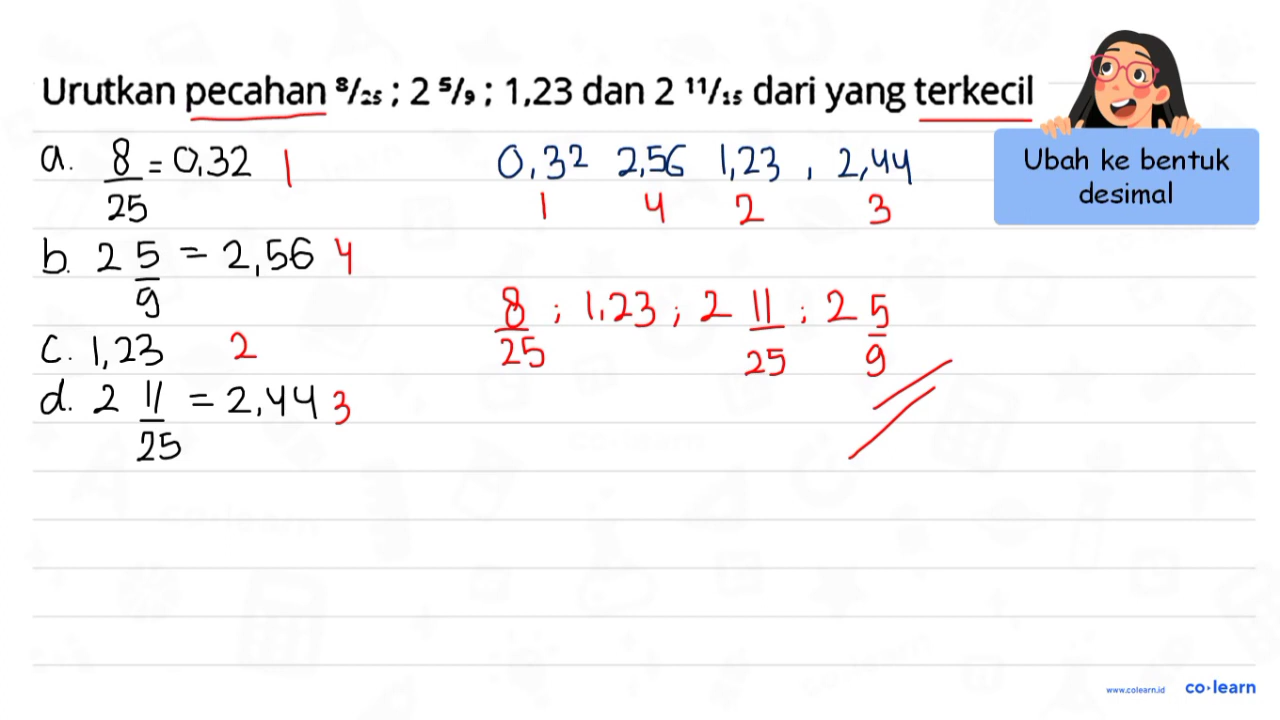 Urutkan pecahan ⁸/₂₅ ; 2 ⁵/₉ ; 1,23 dan 2 ¹¹/₁₅ dari yang terkecil
Ubah ke bentuk
desimal
a. 8/25 = 0,32 1
b. 2 5/9 = 2,56 4
c. 1,23 2
d. 2 11/25 = 2,44 3
0,32 2,56 1,23 , 2,44
1 4 2 3
8/25 ; 1,23 ; 2 11/25 ; 2 5/9
www.colearn.id co·learn